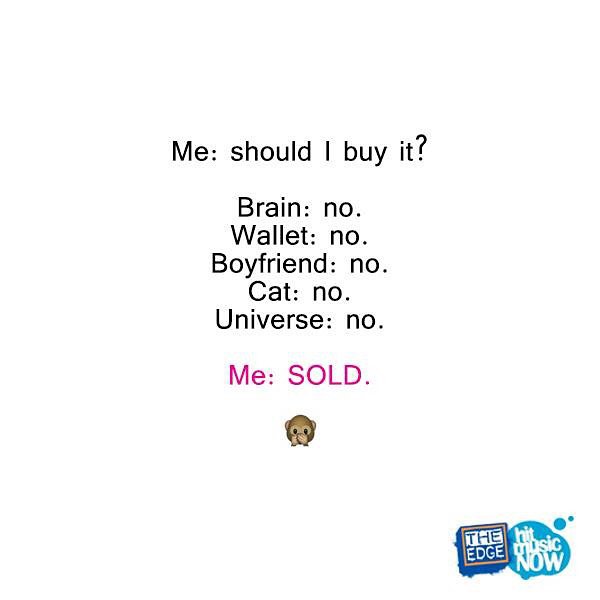 Me: should I buy it?
Brain: no.
Wallet: no.
Boyfriend: no.
Cat: no.
Universe: no.
Me: SOLD.
THE
EDGE
hit
music
NOW